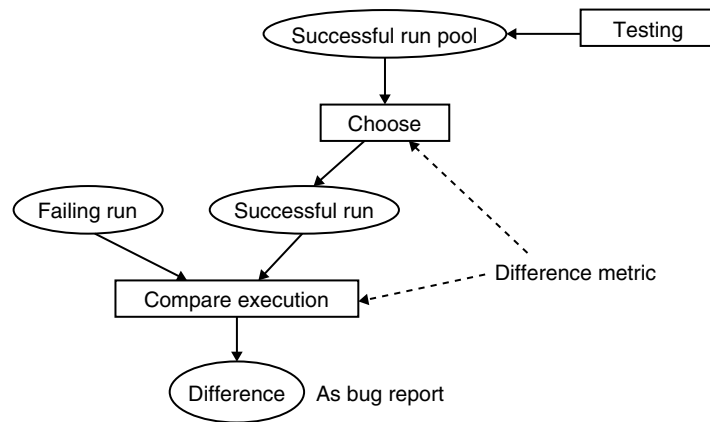 Successful run pool
Testing
Choose
Failing run
Successful run
Difference metric
Compare execution
Difference
As bug report